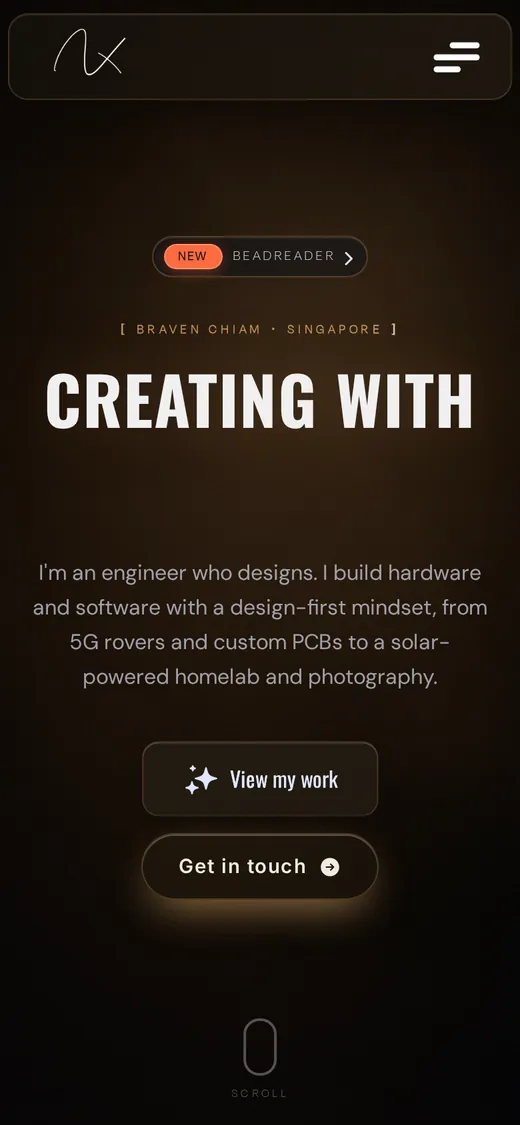 NEW BEADREADER
[ BRAVEN CHIAM • SINGAPORE ]
CREATING WITH
I'm an engineer who designs. I build hardware
and software with a design-first mindset, from
5G rovers and custom PCBs to a solar-
powered homelab and photography.
View my work
Get in touch
SCROLL